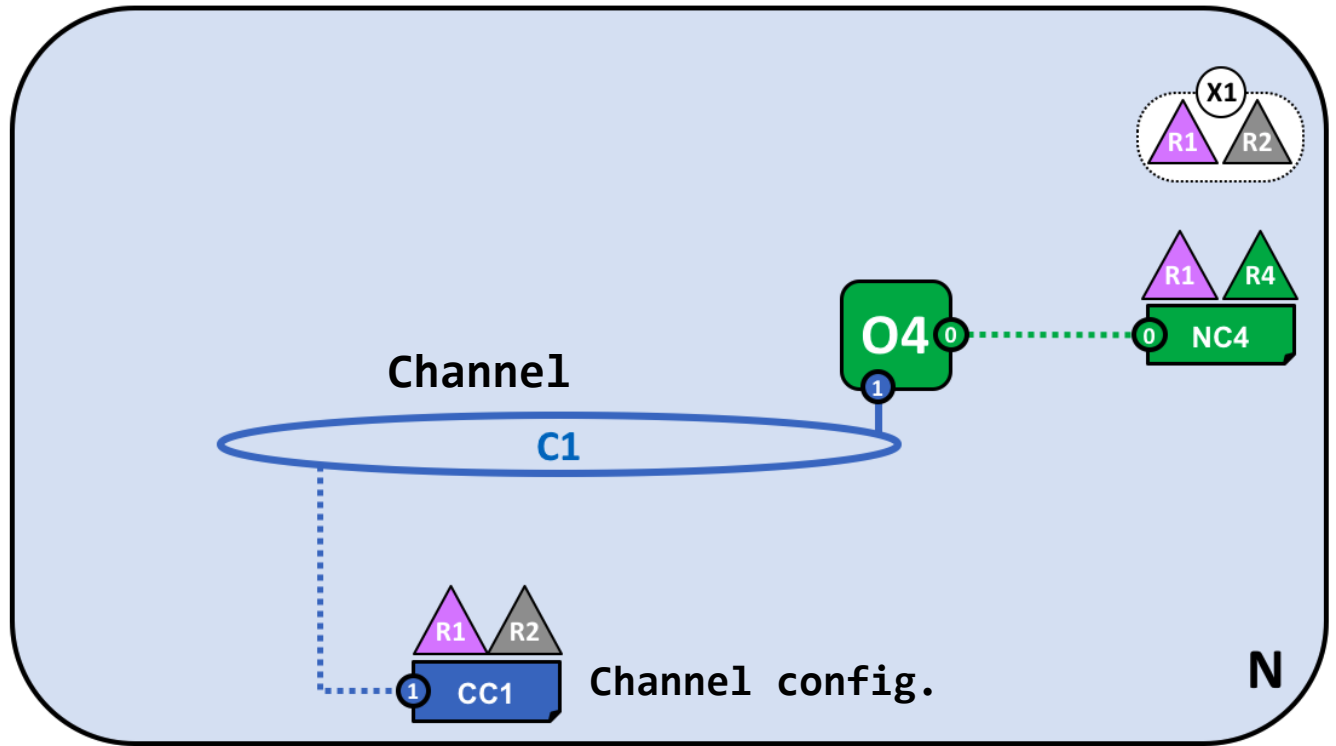 X1
R1 R2
R1 R4
O4 0 0 NC4
1
Channel
C1
R1 R2
1 CC1 Channel config.
N